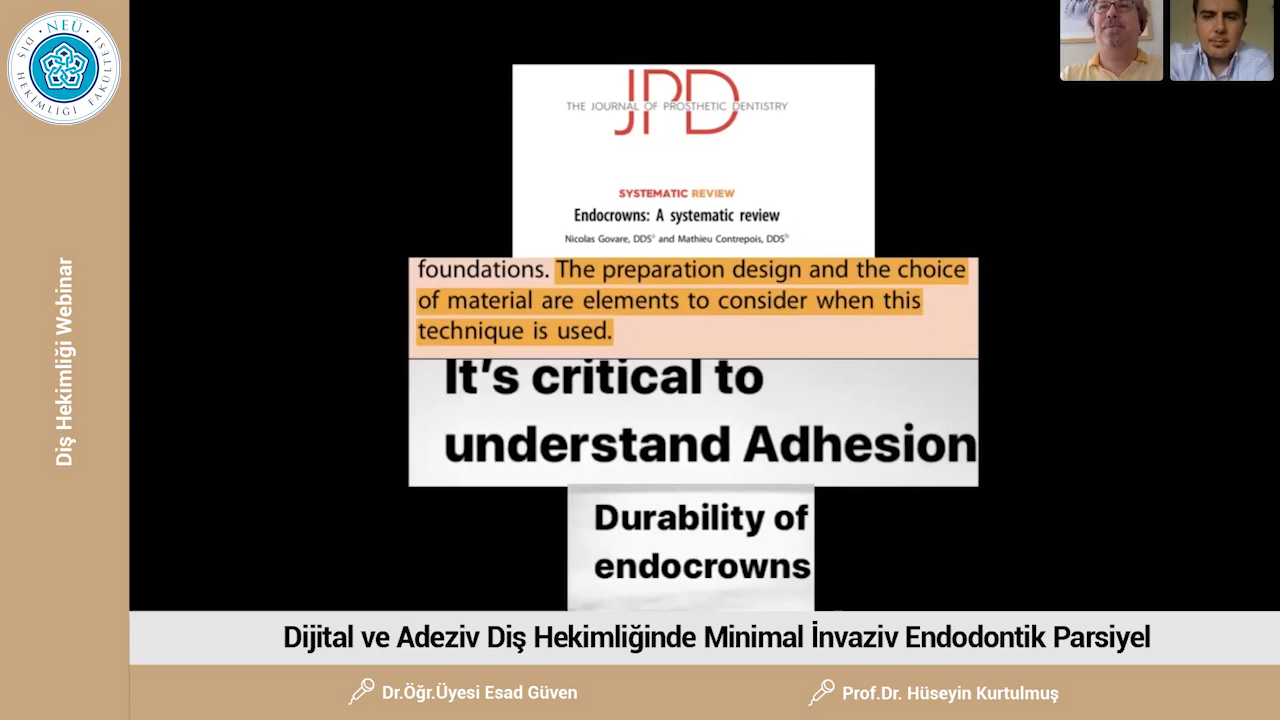 NEÜ
DİŞ HEKİMLİĞİ FAKÜLTESİ
Diş Hekimliği Webinar
JPD
THE JOURNAL OF PROSTHETIC DENTISTRY
SYSTEMATIC REVIEW
Endocrowns: A systematic review
Nicolas Govare, DDSa and Mathieu Contrepois, DDSb
foundations. The preparation design and the choice
of material are elements to consider when this
technique is used.
It's critical to
understand Adhesion
Durability of
endocrowns
Dijital ve Adeziv Diş Hekimliğinde Minimal İnvaziv Endodontik Parsiyel
Dr.Öğr.Üyesi Esad Güven
Prof.Dr. Hüseyin Kurtulmuş